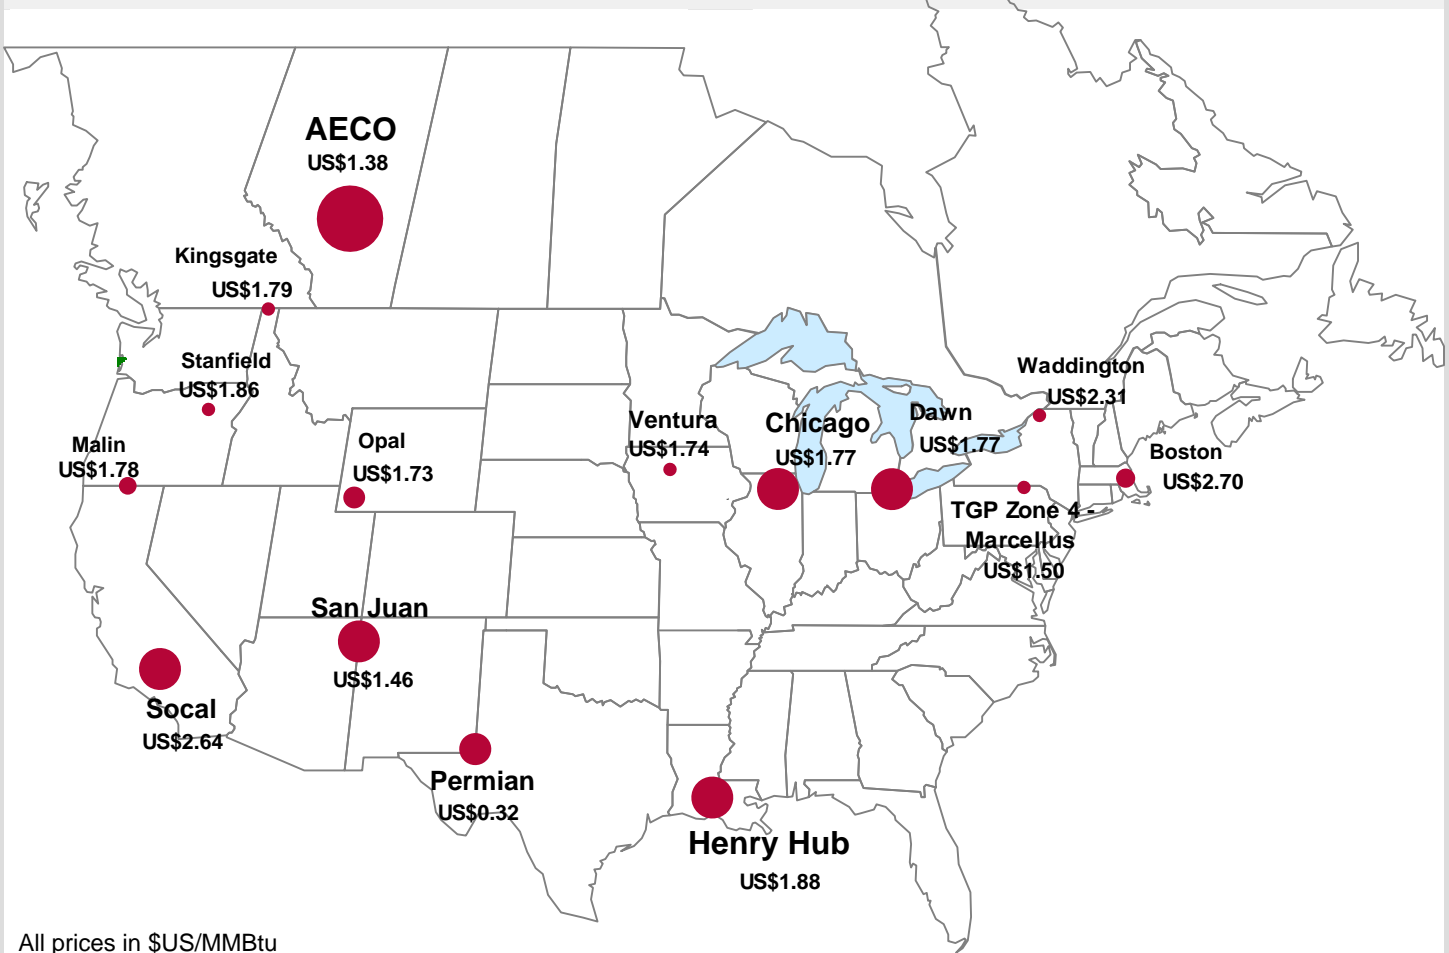 AECO
US$1.38
Kingsgate
US$1.79
Stanfield
US$1.86
Malin
US$1.78
Opal
US$1.73
Ventura
US$1.74
Chicago
US$1.77
Dawn
US$1.77
Waddington
US$2.31
Boston
US$2.70
TGP Zone 4 -
Marcellus
US$1.50
San Juan
US$1.46
Socal
US$2.64
Permian
US$0.32
Henry Hub
US$1.88
All prices in $US/MMBtu